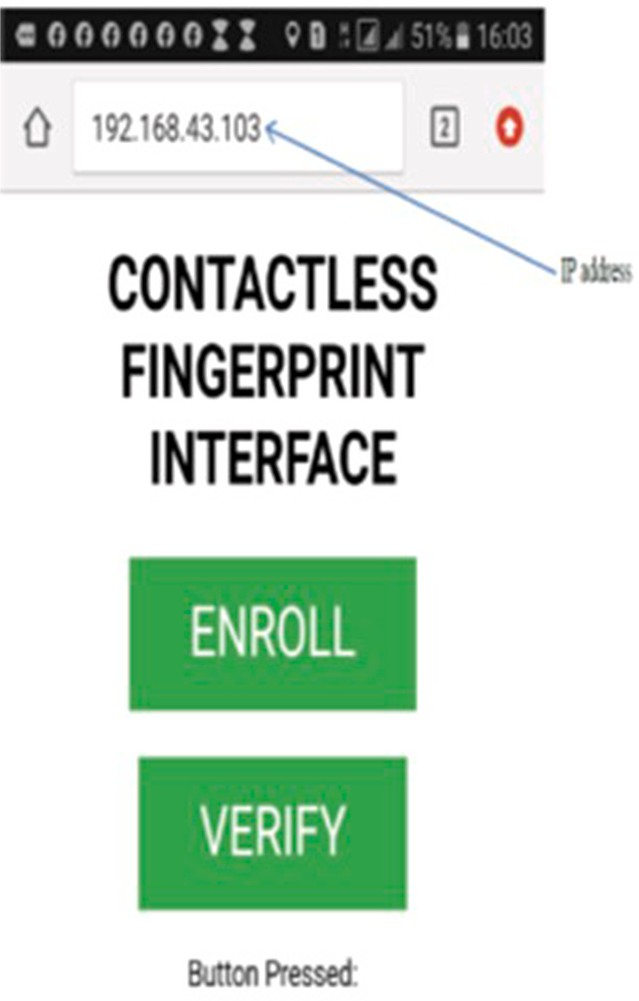 51% 16:03
192.168.43.103
2
IP address
CONTACTLESS
FINGERPRINT
INTERFACE
ENROLL
VERIFY
Button Pressed: